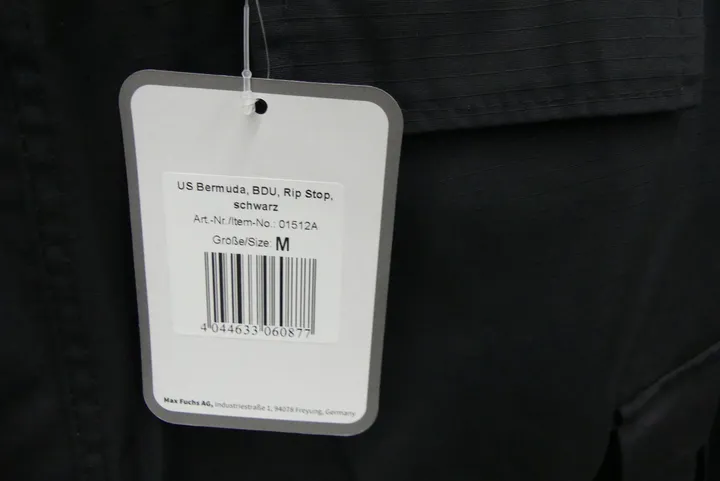 US Bermuda, BDU, Rip Stop,
schwarz
Art.-Nr./Item-No.: 01512A
Größe/Size: M
4 044633 060877
Max Fuchs AG, Industriestraße 1, 94078 Freyung, Germany